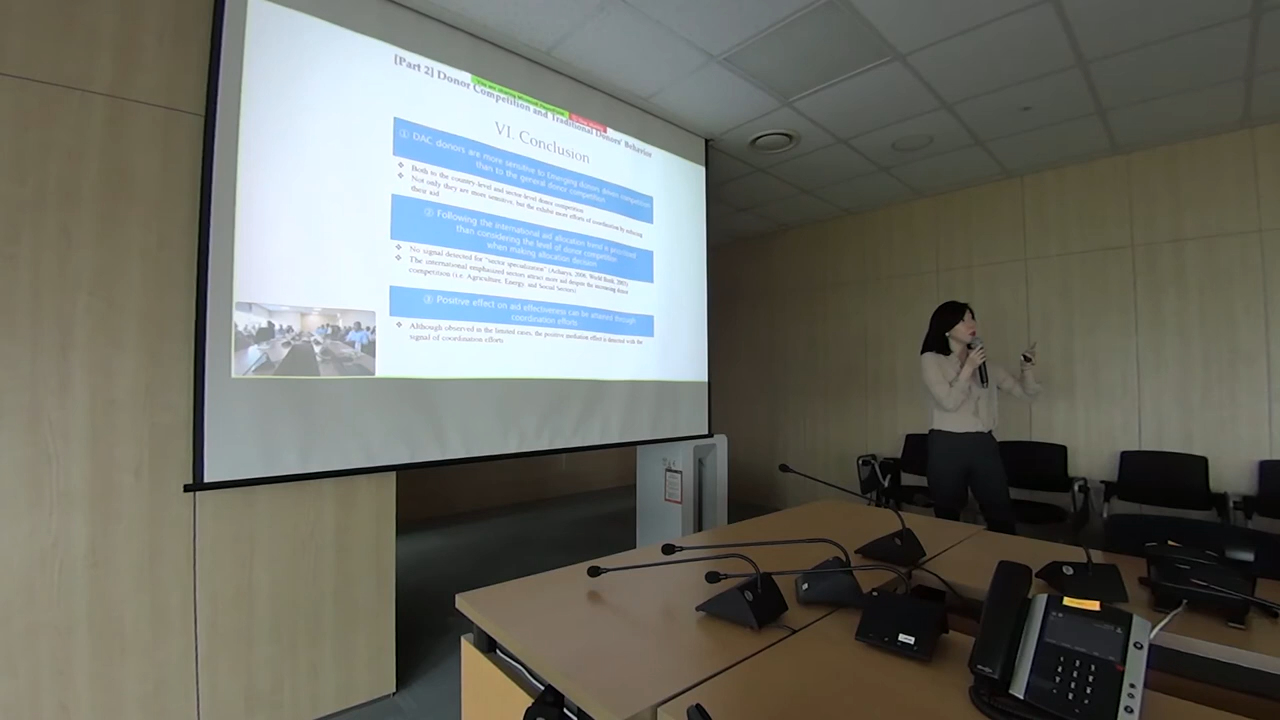 [Part 2] Donor Competition and Traditional Donors' Behavior
VI. Conclusion
① DAC donors are more sensitive to Emerging donors driven competition
than to the general donor competition
❖ Both to the country-level and sector-level donor competition
❖ Not only they are more sensitive, but the exhibit more efforts of coordination by reducing
their aid
② Following the international aid allocation trend is prioritized
than considering the level of donor competition
when making allocation decision
❖ No signal detected for "sector specialization" (Acharya, 2006; World Bank, 2005)
❖ The international emphasized sectors attract more aid despite the increasing donor
competition (i.e. Agriculture, Energy, and Social Sectors)
③ Positive effect on aid effectiveness can be attained through
coordination efforts
❖ Although observed in the limited cases, the positive mediation effect is detected with the
signal of coordination efforts